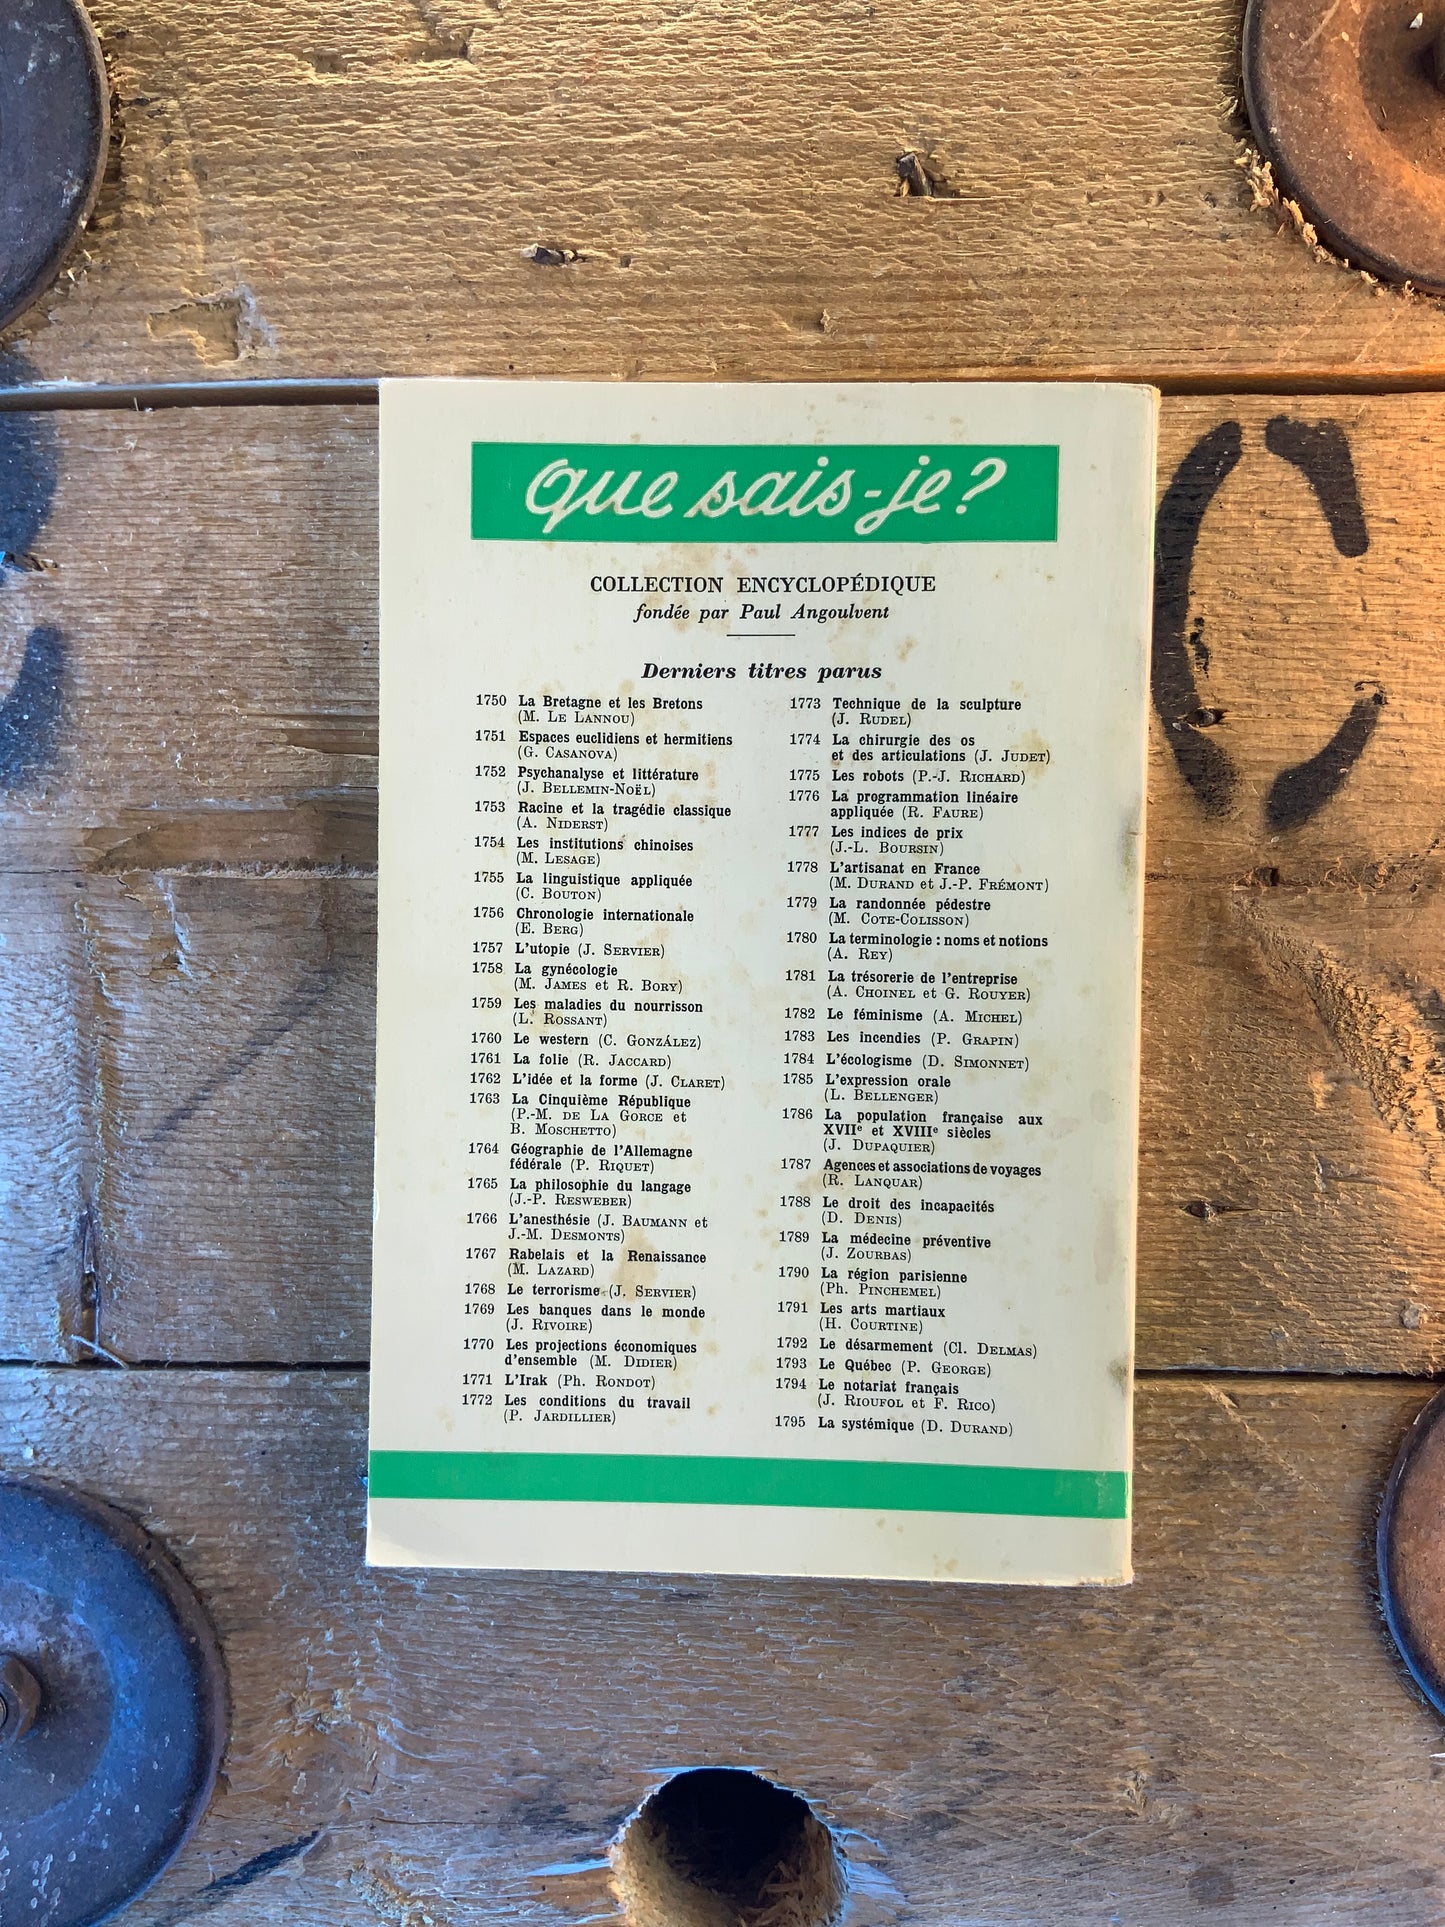 que sais-je?
COLLECTION ENCYCLOPÉDIQUE
fondée par Paul Angoulvent
Derniers titres parus
1750 La Bretagne et les Bretons
(M. LE LANNOU)
1751 Espaces euclidiens et hermitiens
(G. CASANOVA)
1752 Psychanalyse et littérature
(J. BELLEMIN-NOËL)
1753 Racine et la tragédie classique
(A. NIDERST)
1754 Les institutions chinoises
(M. LESAGE)
1755 La linguistique appliquée
(C. BOUTON)
1756 Chronologie internationale
(E. BERG)
1757 L'utopie (J. SERVIER)
1758 La gynécologie
(M. JAMES et R. BORY)
1759 Les maladies du nourrisson
(L. ROSSANT)
1760 Le western (C. GONZÁLEZ)
1761 La folie (R. JACCARD)
1762 L'idée et la forme (J. CLARET)
1763 La Cinquième République
(P.-M. DE LA GORCE et
B. MOSCHETTO)
1764 Géographie de l'Allemagne
fédérale (P. RIQUET)
1765 La philosophie du langage
(J.-P. RESWEBER)
1766 L'anesthésie (J. BAUMANN et
J.-M. DESMONTS)
1767 Rabelais et la Renaissance
(M. LAZARD)
1768 Le terrorisme (J. SERVIER)
1769 Les banques dans le monde
(J. RIVOIRE)
1770 Les projections économiques
d'ensemble (M. DIDIER)
1771 L'Irak (Ph. RONDOT)
1772 Les conditions du travail
(P. JARDILLIER)
1773 Technique de la sculpture
(J. RUDEL)
1774 La chirurgie des os
et des articulations (J. JUDET)
1775 Les robots (P.-J. RICHARD)
1776 La programmation linéaire
appliquée (R. FAURE)
1777 Les indices de prix
(J.-L. BOURSIN)
1778 L'artisanat en France
(M. DURAND et J.-P. FRÉMONT)
1779 La randonnée pédestre
(M. COTE-COLISSON)
1780 La terminologie : noms et notions
(A. REY)
1781 La trésorerie de l'entreprise
(A. CHOINEL et G. ROUYER)
1782 Le féminisme (A. MICHEL)
1783 Les incendies (P. GRAPIN)
1784 L'écologisme (D. SIMONNET)
1785 L'expression orale
(L. BELLENGER)
1786 La population française aux
XVIIe et XVIIIe siècles
(J. DUPAQUIER)
1787 Agences et associations de voyages
(R. LANQUAR)
1788 Le droit des incapacités
(D. DENIS)
1789 La médecine préventive
(J. ZOURBAS)
1790 La région parisienne
(Ph. PINCHEMEL)
1791 Les arts martiaux
(H. COURTINE)
1792 Le désarmement (Cl. DELMAS)
1793 Le Québec (P. GEORGE)
1794 Le notariat français
(J. RIOUFOL et F. RICO)
1795 La systémique (D. DURAND)